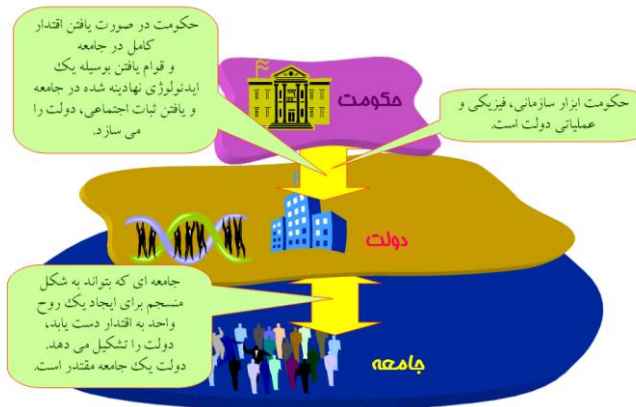 حکومت در صورت یافتن اقتدار
کامل در جامعه
و قوام یافتن بوسیله یک
ایدئولوژی نهادینه شده در جامعه
و یافتن ثبات اجتماعی، دولت را
می سازد.
حکومت
حکومت ابزار سازمانی، فیزیکی و
عملیاتی دولت است.
دولت
جامعه ای که بتواند به شکل
منسجم برای ایجاد یک روح
واحد به اقتدار دست یابد،
دولت را تشکیل می دهد.
دولت یک جامعه مقتدر است.
جامعه